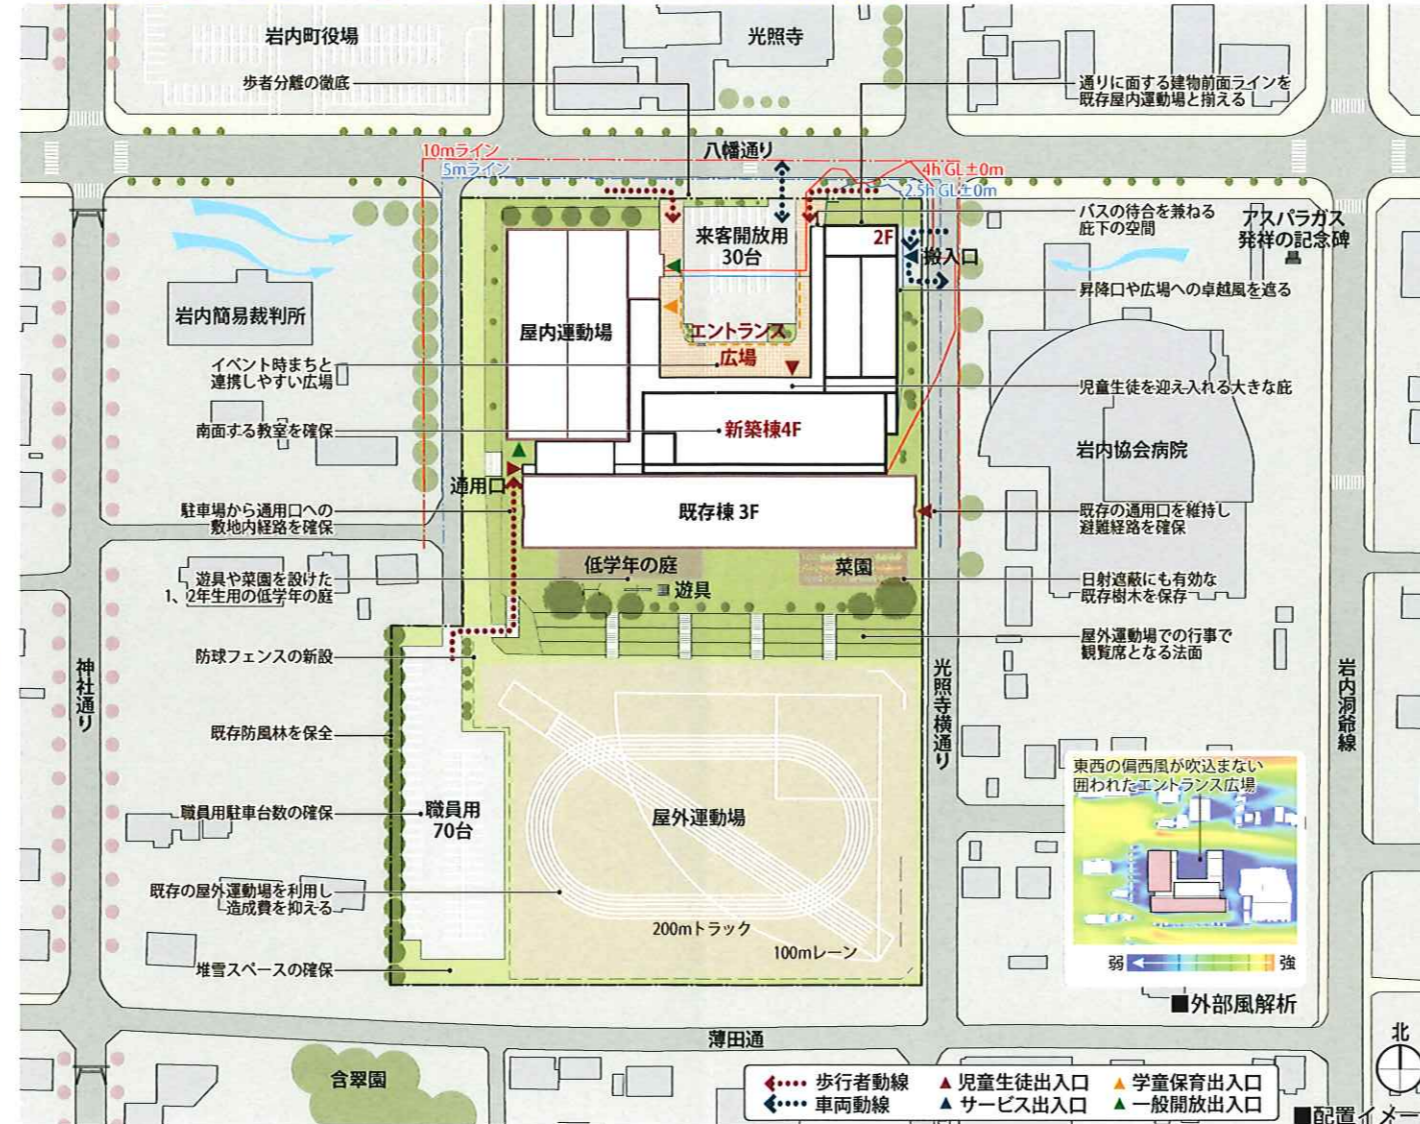 岩内町役場
光照寺
歩者分離の徹底
通りに面する建物前面ラインを
既存屋内運動場と揃える
八幡通り
10mライン
5mライン
4h GL±0m
2.5h GL±0m
バスの待合を兼ねる
庇下の空間
アスパラガス
発祥の記念碑
来客開放用
30台
2F
搬入口
昇降口や広場への卓越風を遮る
岩内簡易裁判所
屋内運動場
エントランス
広場
イベント時まちと
連携しやすい広場
児童生徒を迎え入れる大きな庇
南面する教室を確保
新築棟4F
岩内協会病院
通用口
駐車場から通用口への
敷地内経路を確保
既存棟 3F
既存の通用口を維持し
避難経路を確保
低学年の庭
菜園
遊具や菜園を設けた
1、2年生用の低学年の庭
遊具
日射遮蔽にも有効な
既存樹木を保存
防球フェンスの新設
屋外運動場での行事で
観覧席となる法面
神社通り
光照寺横通り
岩内洞爺線
既存防風林を保全
東西の偏西風が吹込まない
囲われたエントランス広場
職員用駐車台数の確保
職員用
70台
屋外運動場
既存の屋外運動場を利用し
造成費を抑える
200mトラック
100mレーン
堆雪スペースの確保
弱
強
■外部風解析
薄田通
北
含翠園
歩行者動線
児童生徒出入口
学童保育出入口
車両動線
サービス出入口
一般開放出入口
■配置イメー